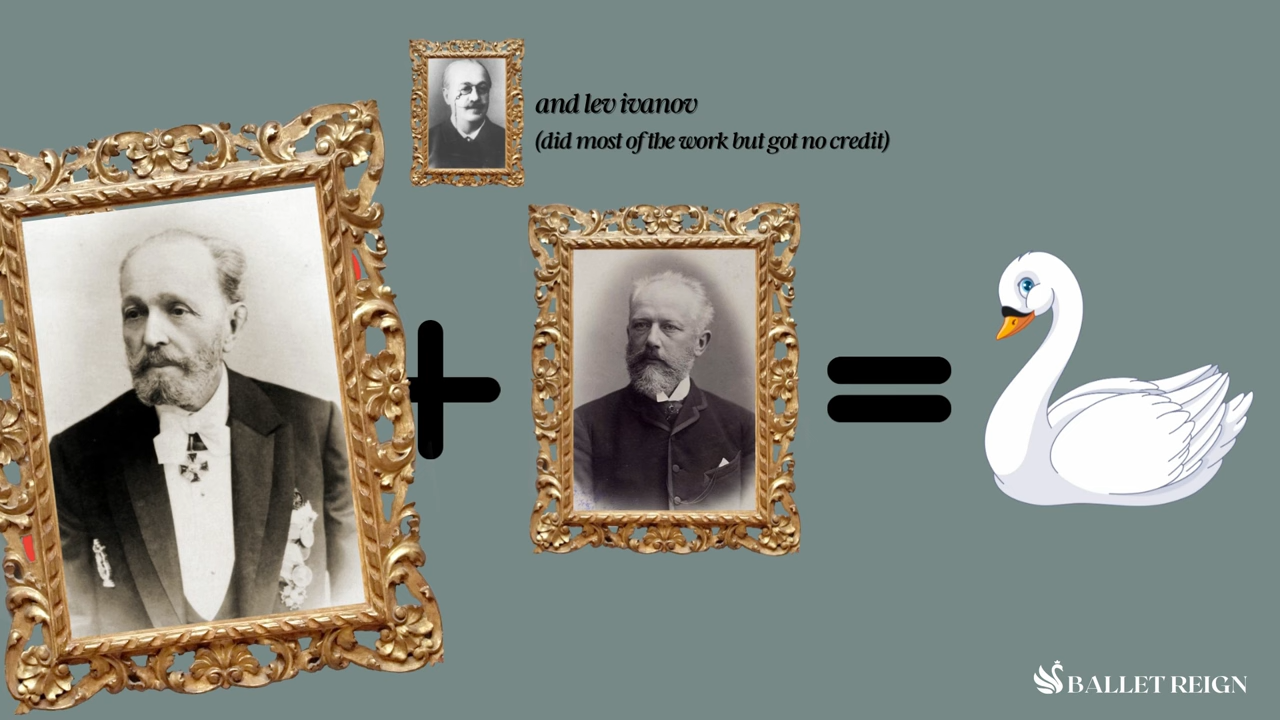 and lev ivanov
(did most of the work but got no credit)
BALLET REIGN